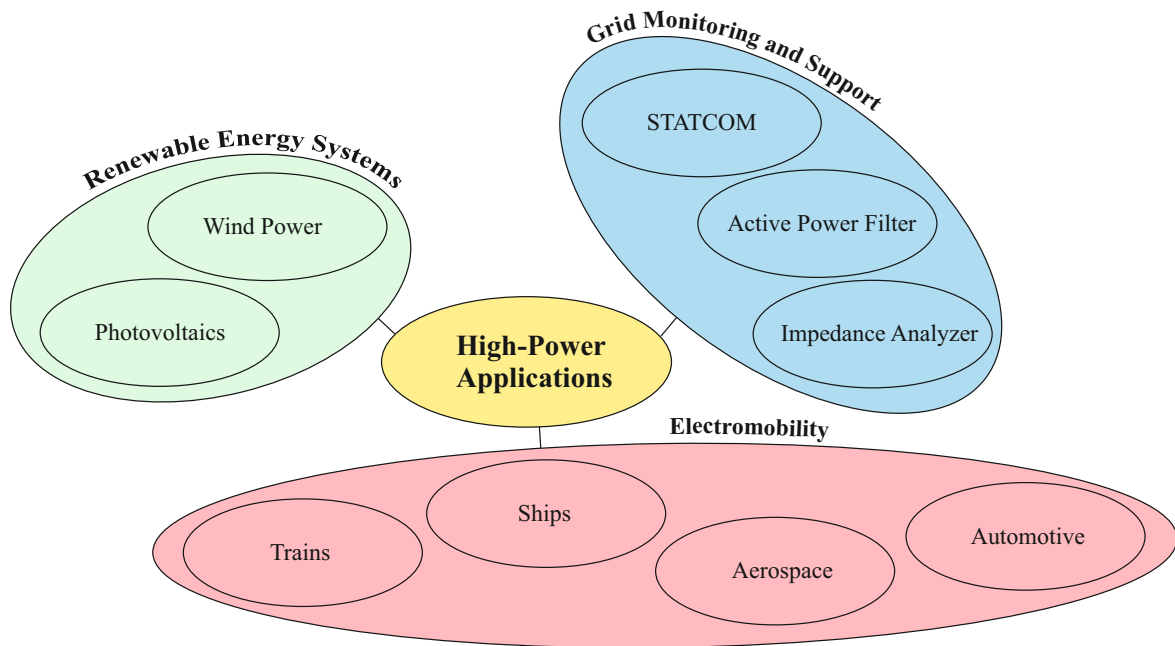 Grid Monitoring and Support
STATCOM
Active Power Filter
Impedance Analyzer
Renewable Energy Systems
Wind Power
Photovoltaics
High-Power
Applications
Electromobility
Trains
Ships
Aerospace
Automotive